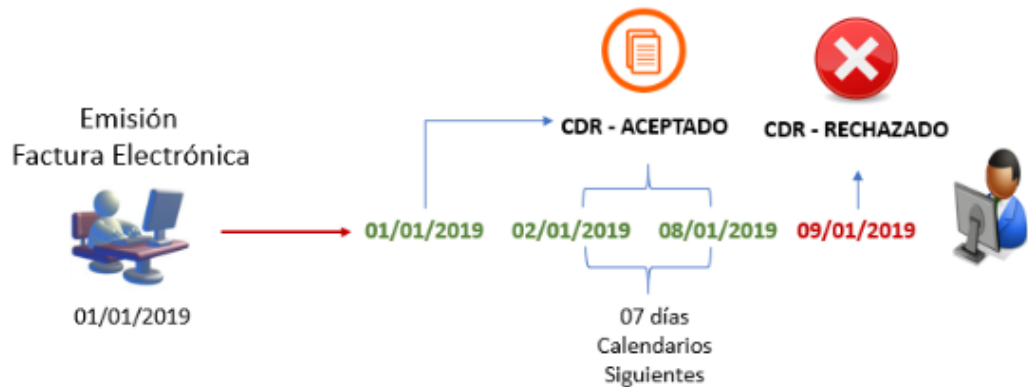 Emisión
Factura Electrónica
01/01/2019
CDR - ACEPTADO
CDR - RECHAZADO
01/01/2019
02/01/2019
08/01/2019
09/01/2019
07 días
Calendarios
Siguientes